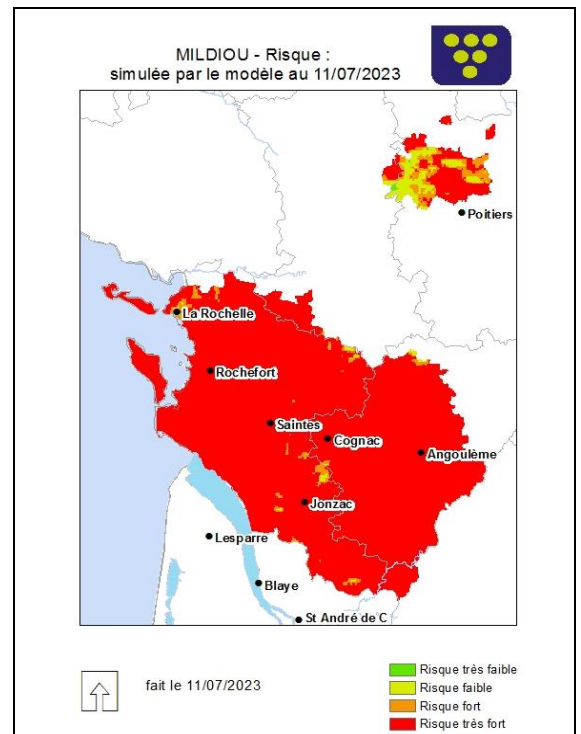 MILDIOU - Risque :
simulée par le modèle au 11/07/2023
Poitiers
La Rochelle
Rochefort
Saintes
Cognac
Angoulême
Jonzac
Lesparre
Blaye
St André de C
fait le 11/07/2023
Risque très faible
Risque faible
Risque fort
Risque très fort